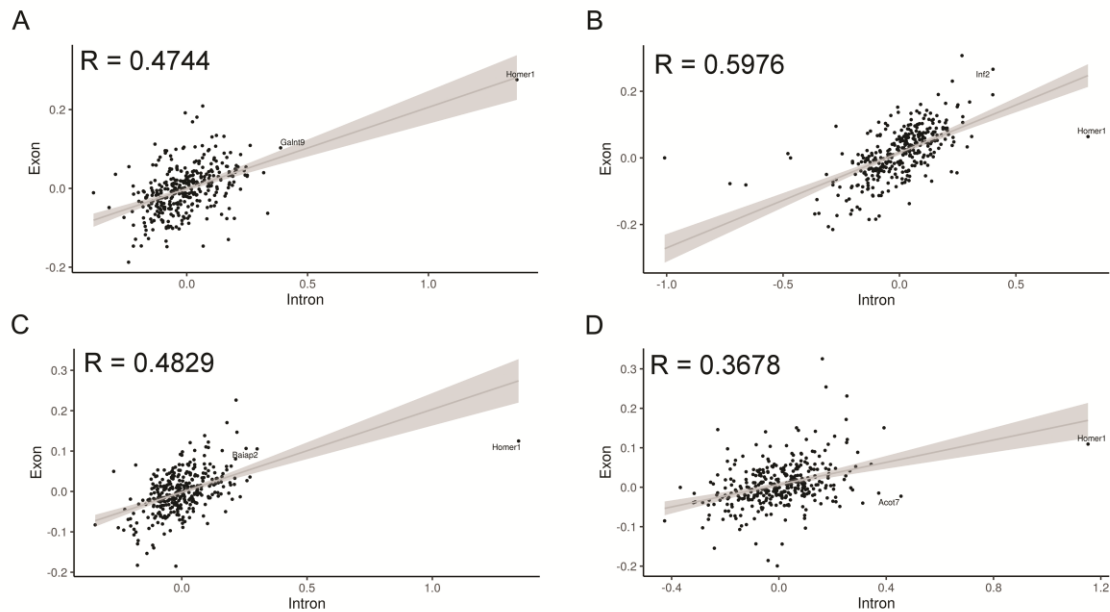 A
R = 0.4744
Exon
0.2
0.0
-0.2
Homer1
Galnt9
0.0
0.5
1.0
Intron
B
R = 0.5976
Exon
0.2
0.0
-0.2
Inf2
Homer1
-1.0
-0.5
0.0
0.5
Intron
C
R = 0.4829
Exon
0.3
0.2
0.1
0.0
-0.1
-0.2
Baiap2
Homer1
0.0
0.5
1.0
Intron
D
R = 0.3678
Exon
0.3
0.2
0.1
0.0
-0.1
-0.2
Homer1
Acot7
-0.4
0.0
0.4
0.8
1.2
Intron